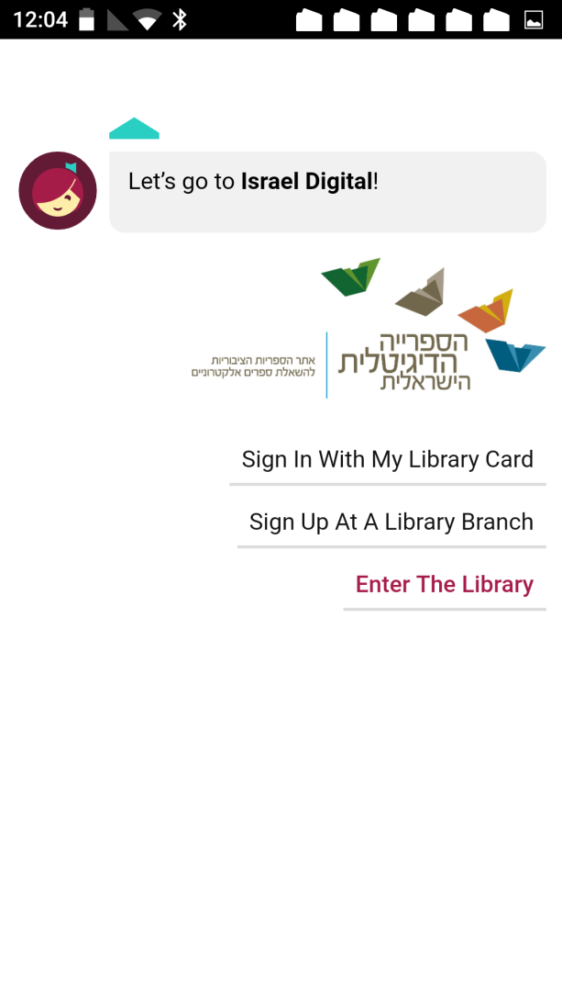 12:04
Let's go to Israel Digital!
הספרייה
הדיגיטלית
הישראלית
אתר הספריות הציבוריות
להשאלת ספרים אלקטרוניים
Sign In With My Library Card
Sign Up At A Library Branch
Enter The Library